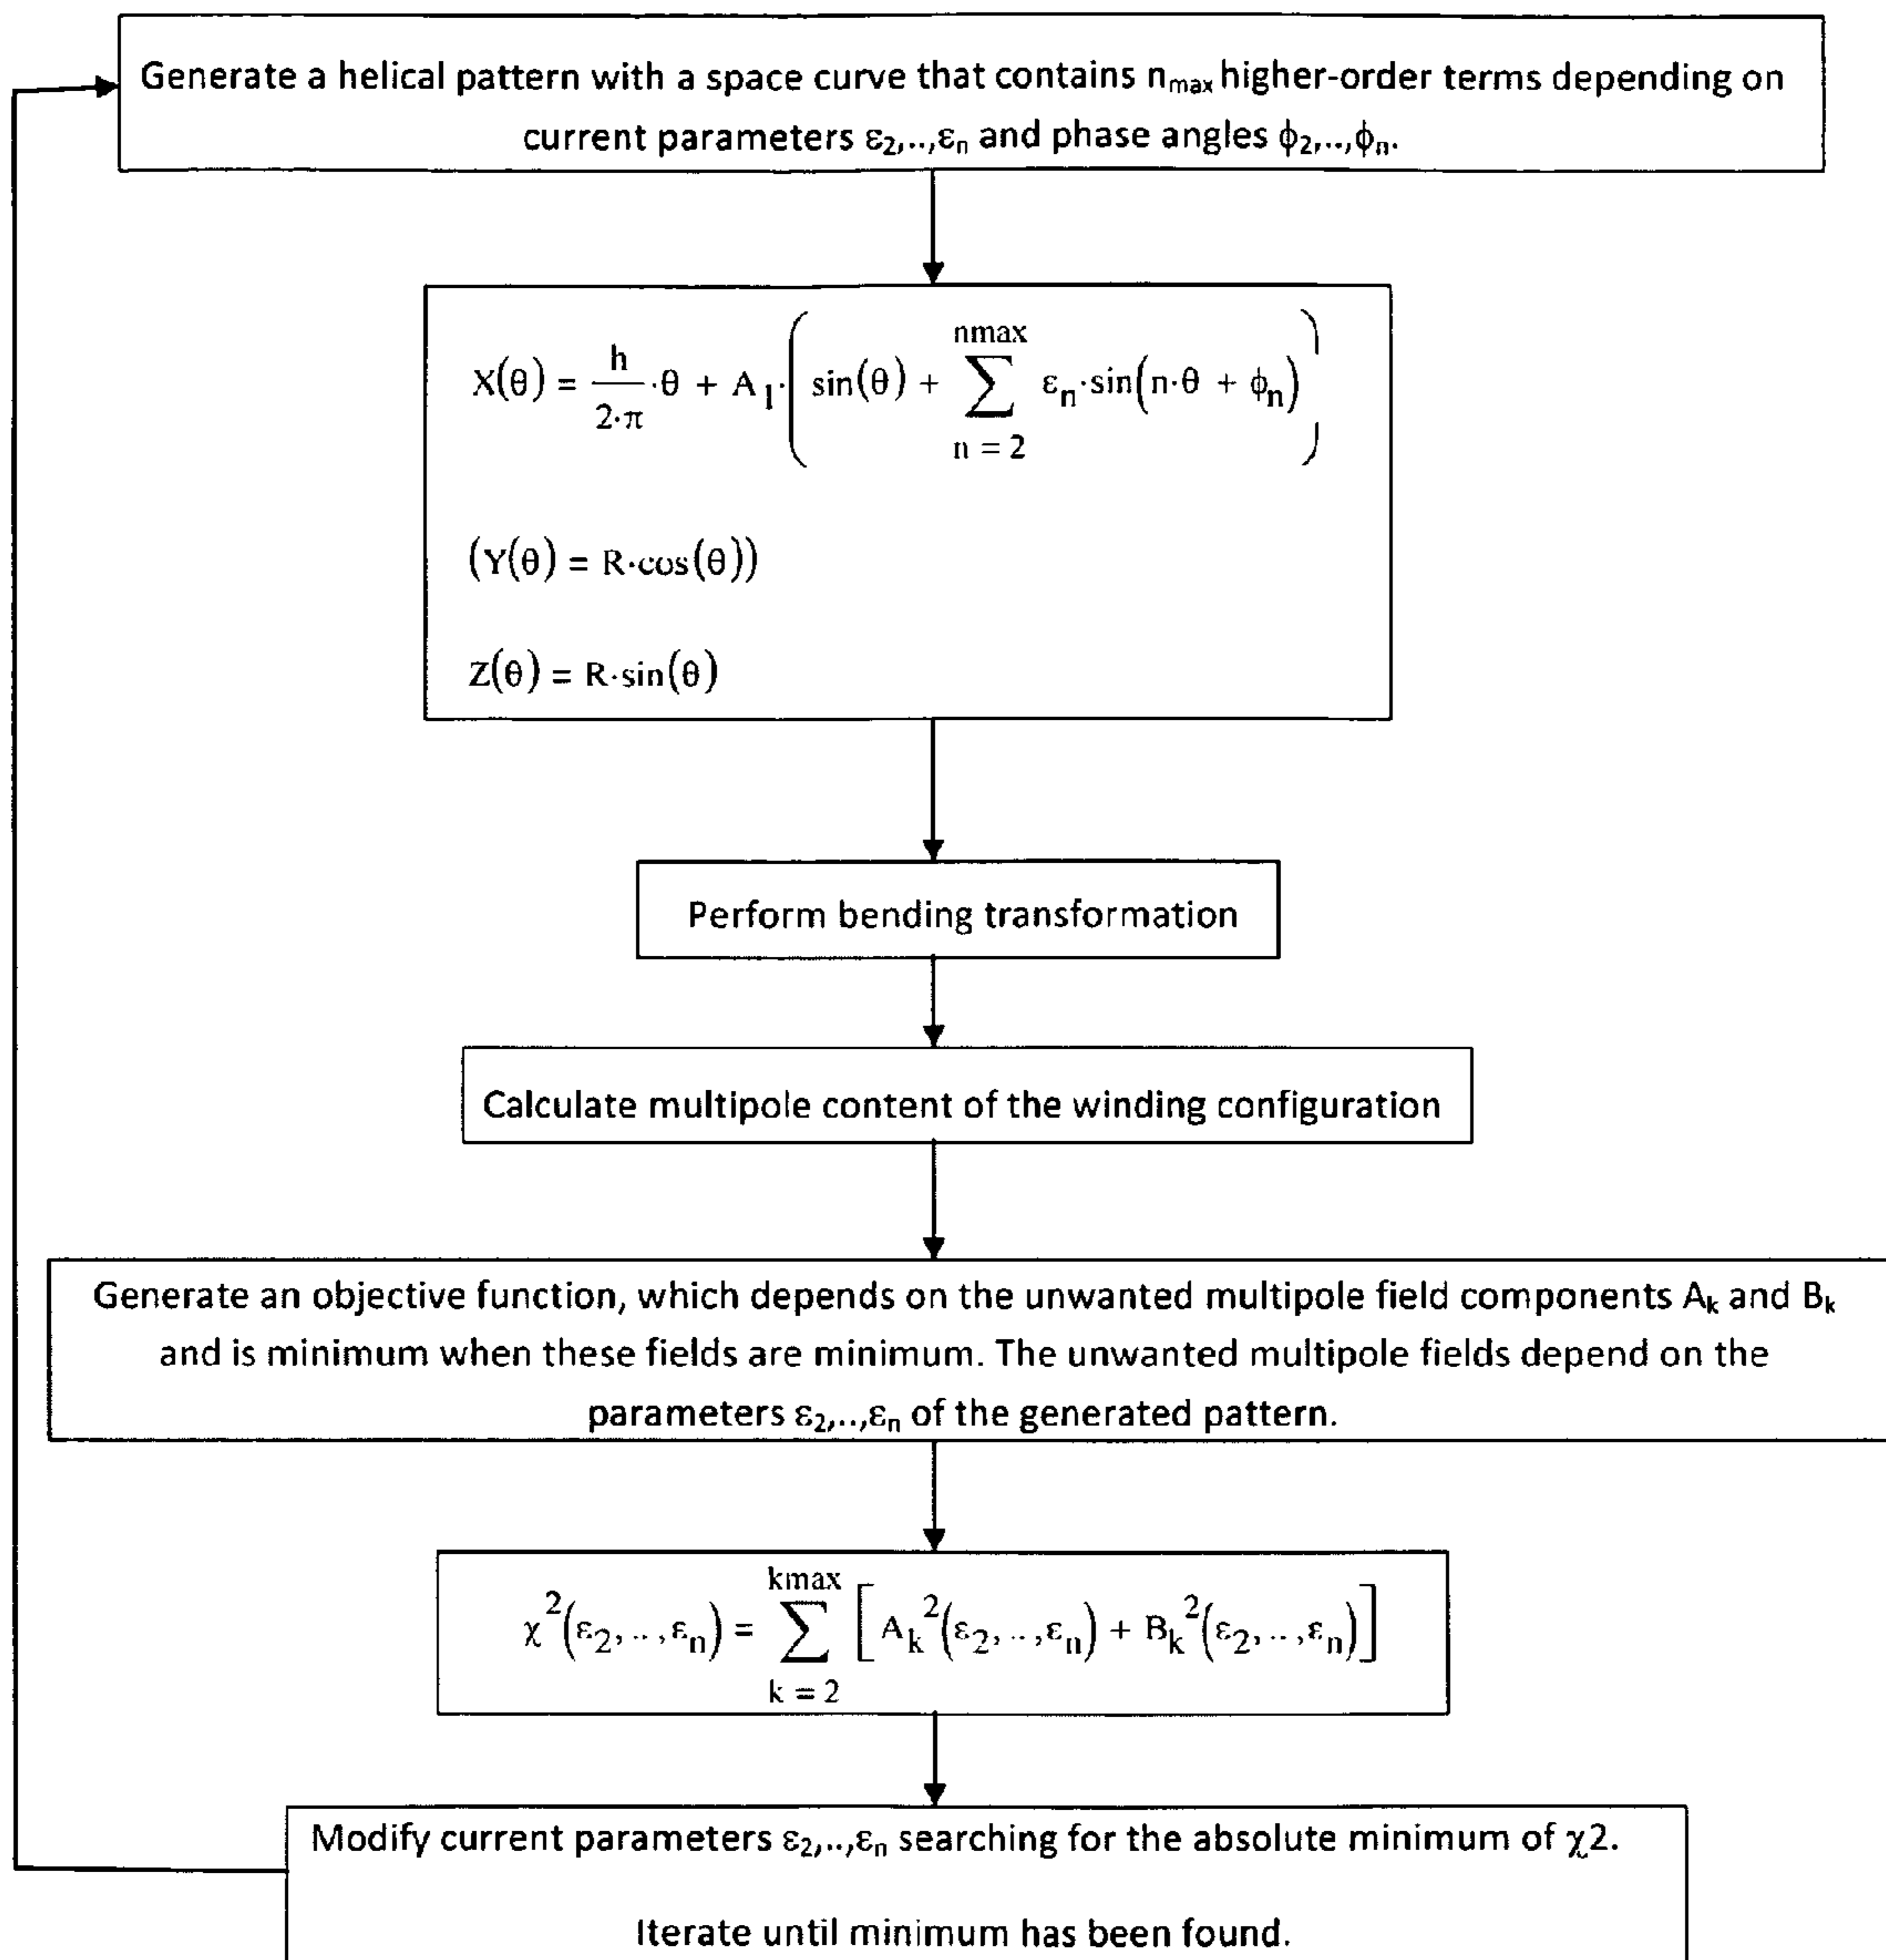 Generate a helical pattern with a space curve that contains n_max higher-order terms depending on
current parameters ε₂,..,εₙ and phase angles ϕ₂,..,ϕₙ.
X(θ) = h/(2·π)·θ + A₁·(sin(θ) + ∑_{n = 2}^{nmax} εₙ·sin(n·θ + ϕₙ))
(Y(θ) = R·cos(θ))
Z(θ) = R·sin(θ)
Perform bending transformation
Calculate multipole content of the winding configuration
Generate an objective function, which depends on the unwanted multipole field components Aₖ and Bₖ
and is minimum when these fields are minimum. The unwanted multipole fields depend on the
parameters ε₂,..,εₙ of the generated pattern.
χ²(ε₂,..,εₙ) = ∑_{k = 2}^{kmax} [Aₖ²(ε₂,..,εₙ) + Bₖ²(ε₂,..,εₙ)]
Modify current parameters ε₂,..,εₙ searching for the absolute minimum of χ2.
Iterate until minimum has been found.